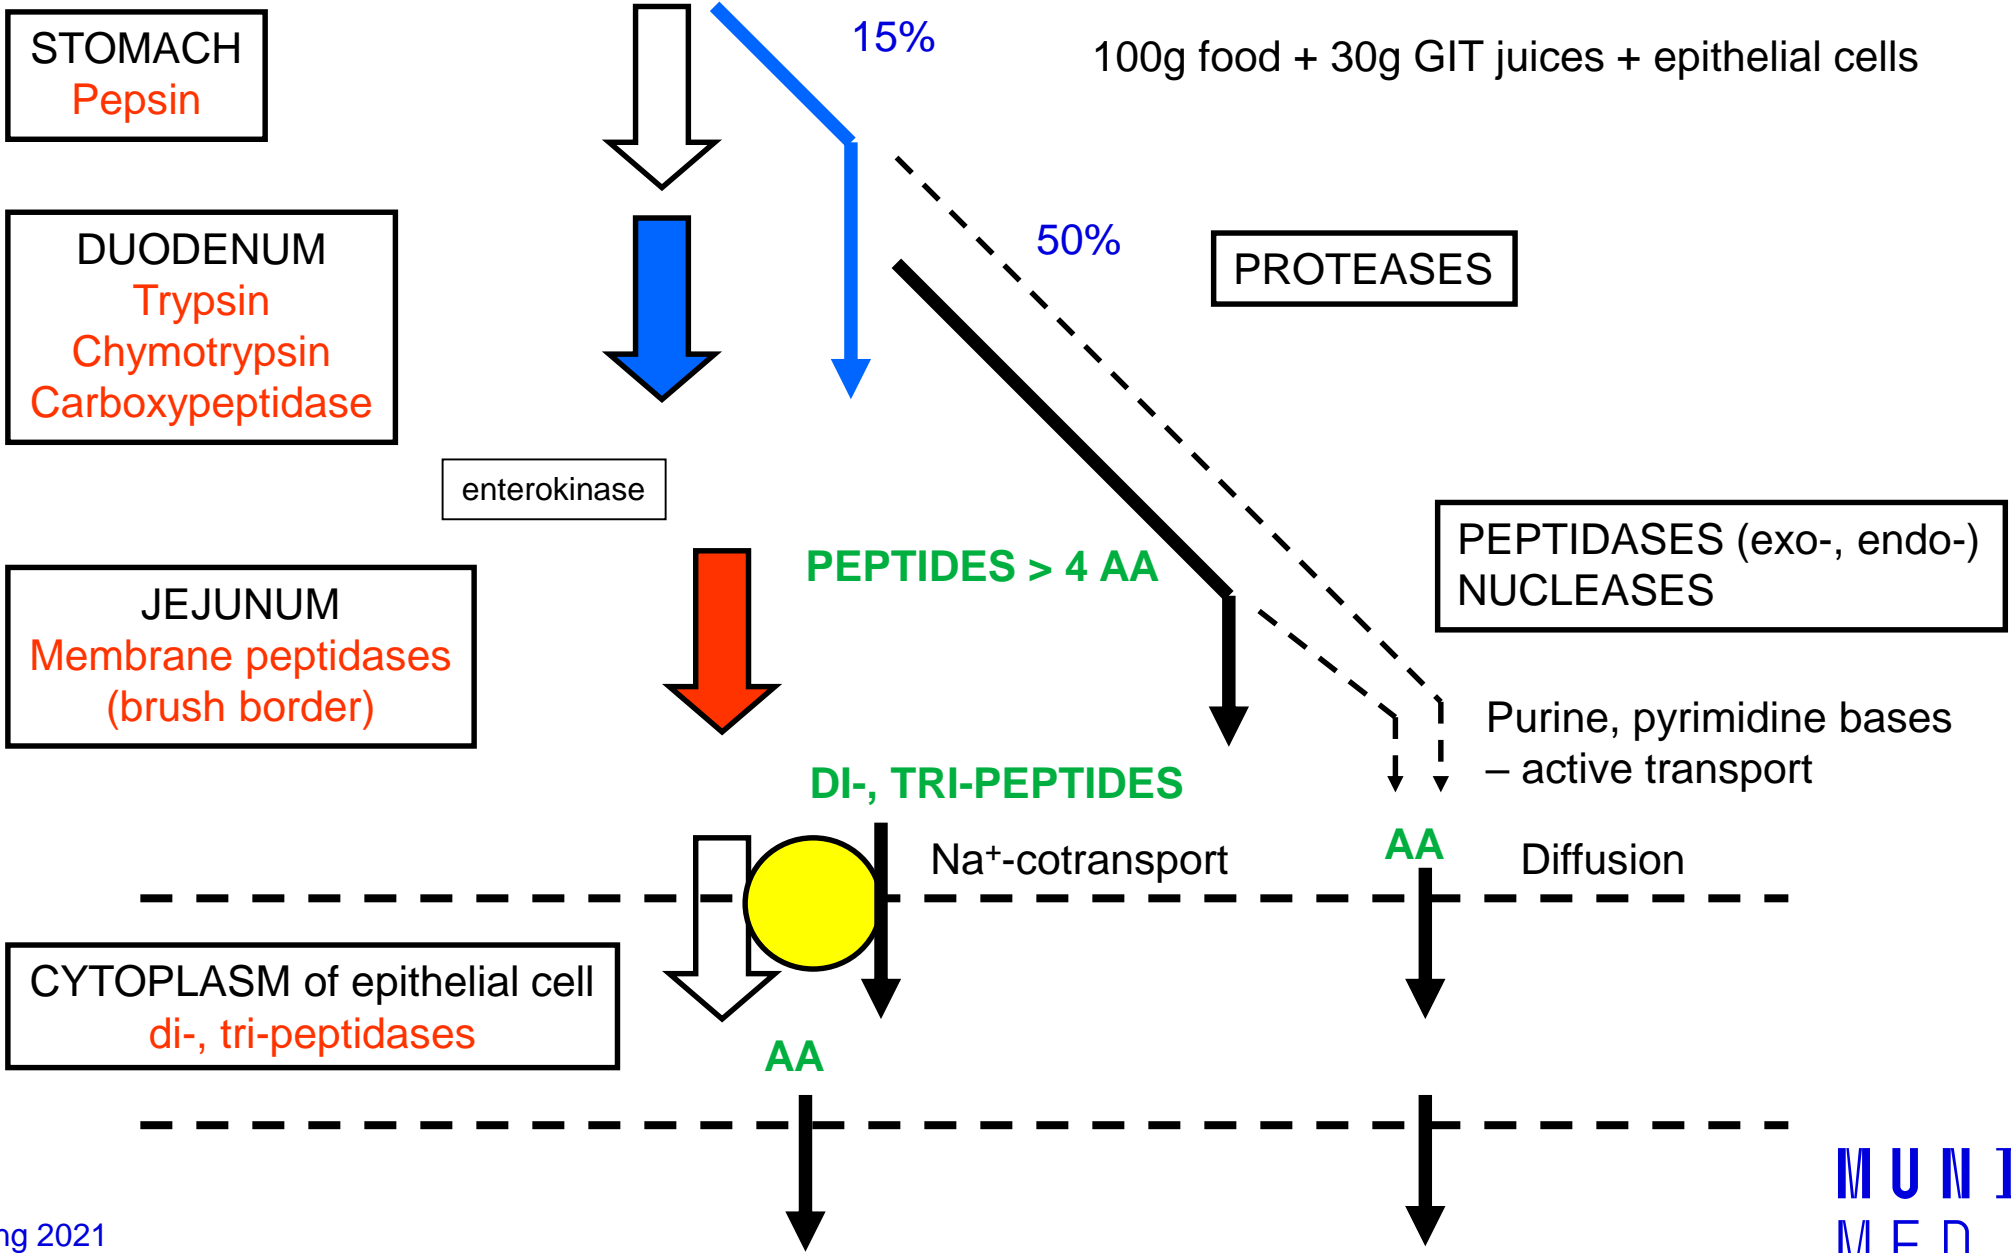 STOMACH
Pepsin
15%
100g food + 30g GIT juices + epithelial cells
DUODENUM
Trypsin
Chymotrypsin
Carboxypeptidase
50%
PROTEASES
enterokinase
PEPTIDES > 4 AA
PEPTIDASES (exo-, endo-)
NUCLEASES
JEJUNUM
Membrane peptidases
(brush border)
Purine, pyrimidine bases
– active transport
DI-, TRI-PEPTIDES
Na⁺-cotransport
AA
Diffusion
CYTOPLASM of epithelial cell
di-, tri-peptidases
AA
MUNI
MED
2021